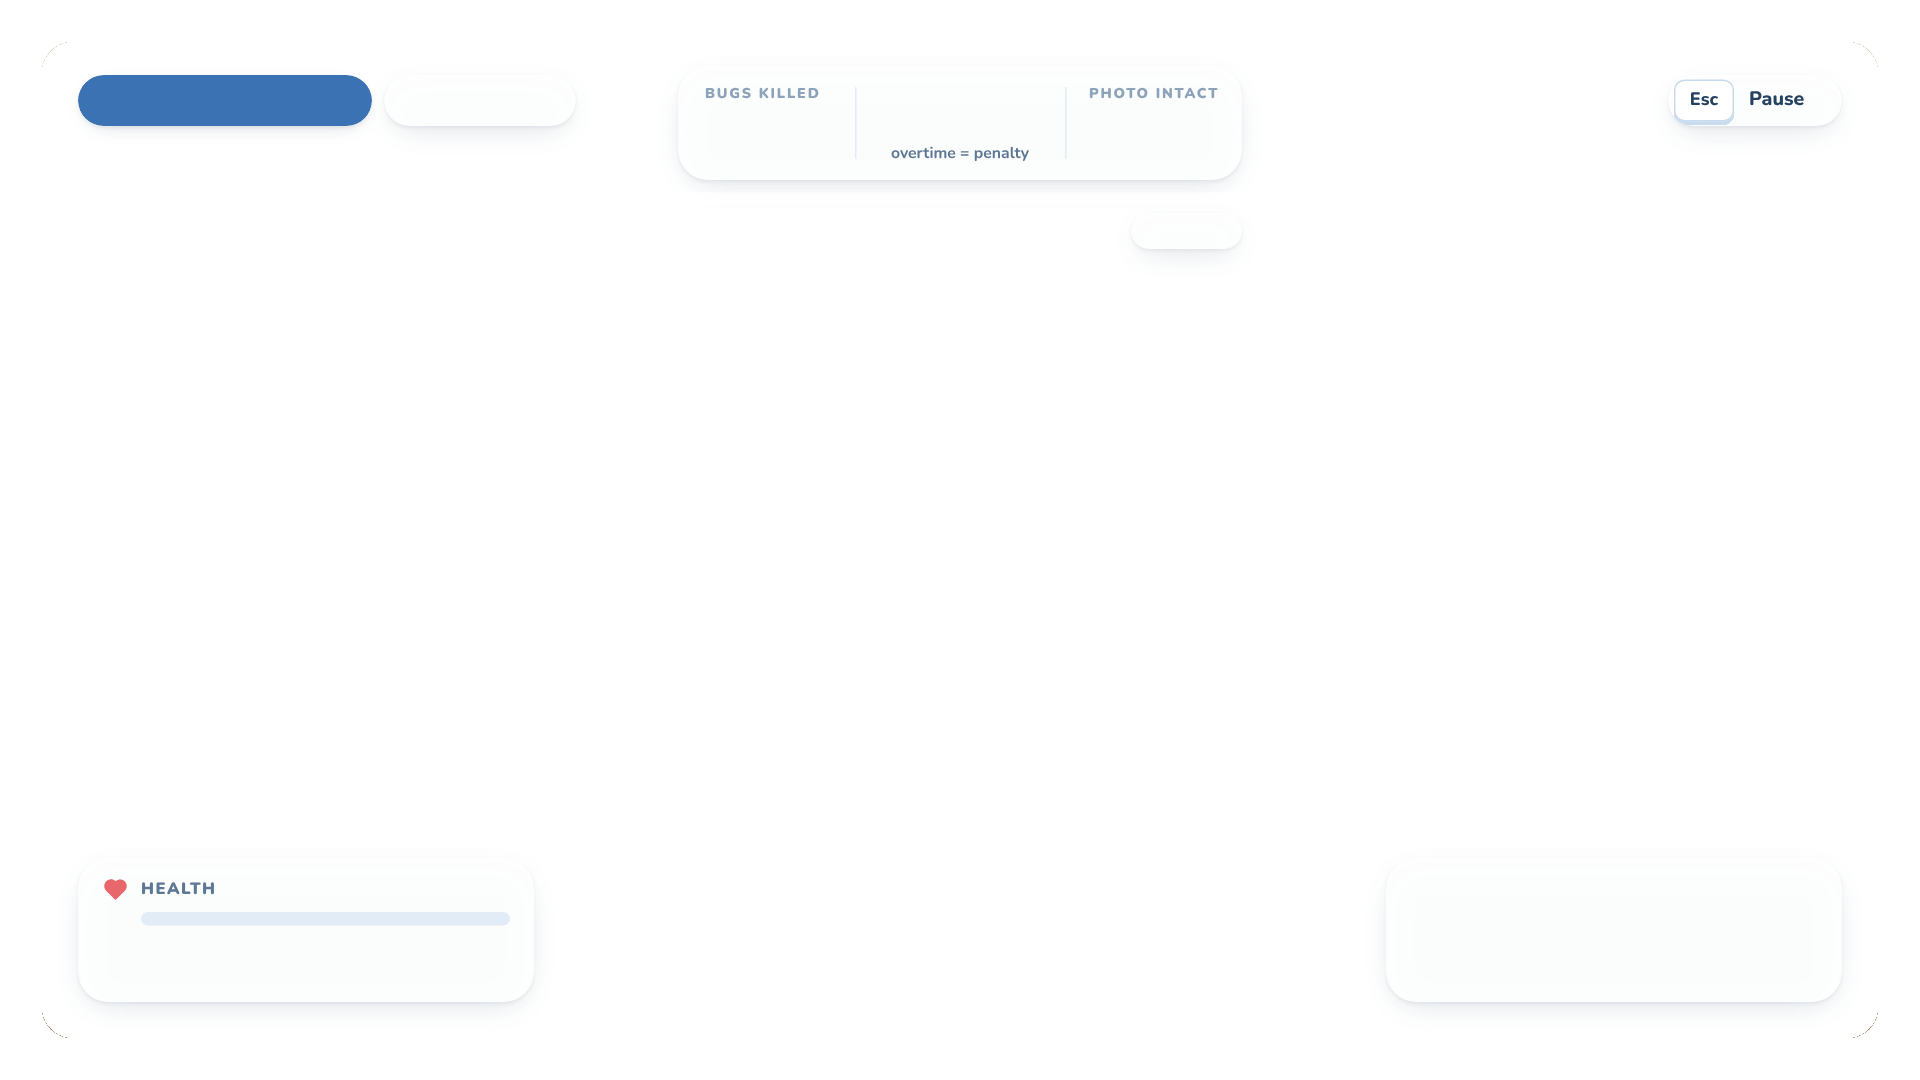 BUGS KILLED
overtime = penalty
PHOTO INTACT
Esc Pause
HEALTH